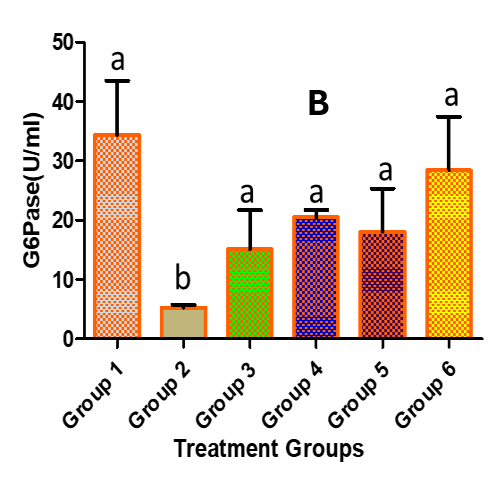 B
G6Pase(U/ml)
50
40
30
20
10
0
a
b
a
a
a
a
Group 1
Group 2
Group 3
Group 4
Group 5
Group 6
Treatment Groups